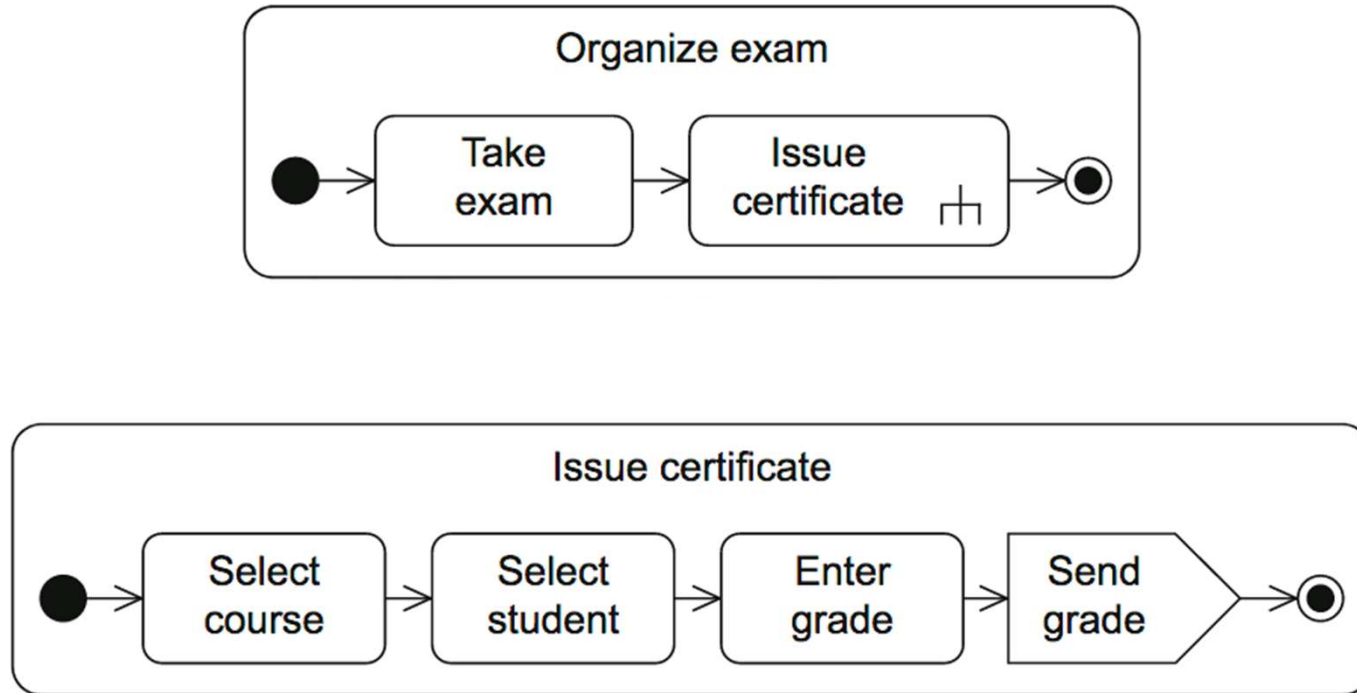 Organize exam
Take
exam
Issue
certificate
Issue certificate
Select
course
Select
student
Enter
grade
Send
grade